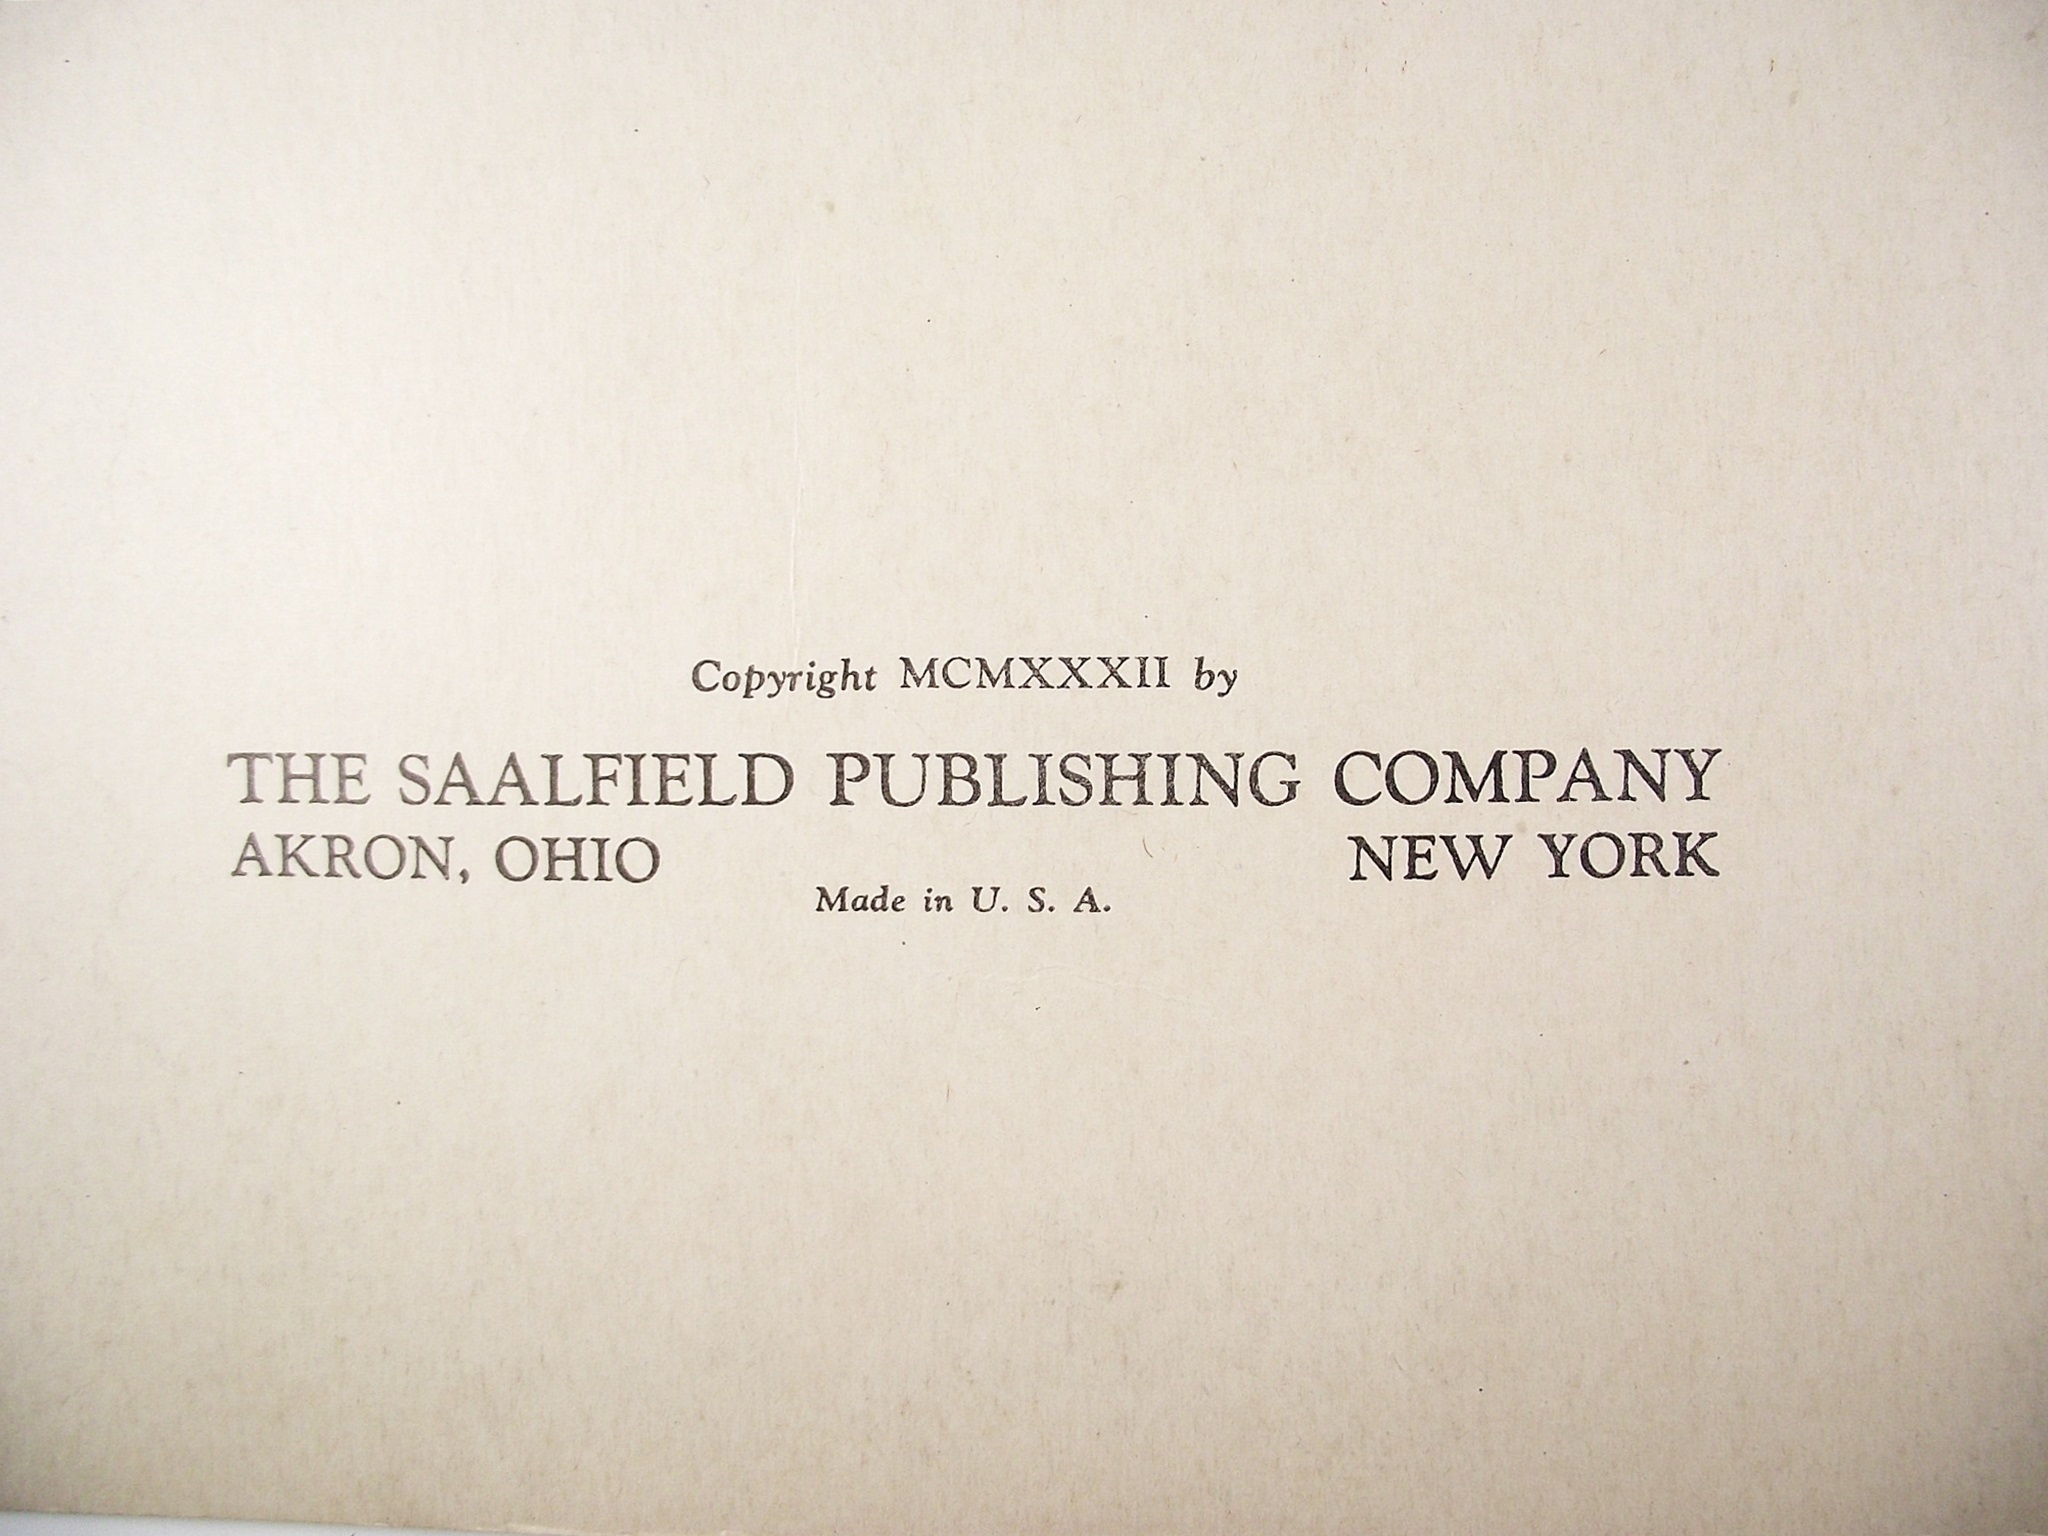 Copyright MCMXXXII by
THE SAALFIELD PUBLISHING COMPANY
AKRON, OHIO NEW YORK
Made in U. S. A.